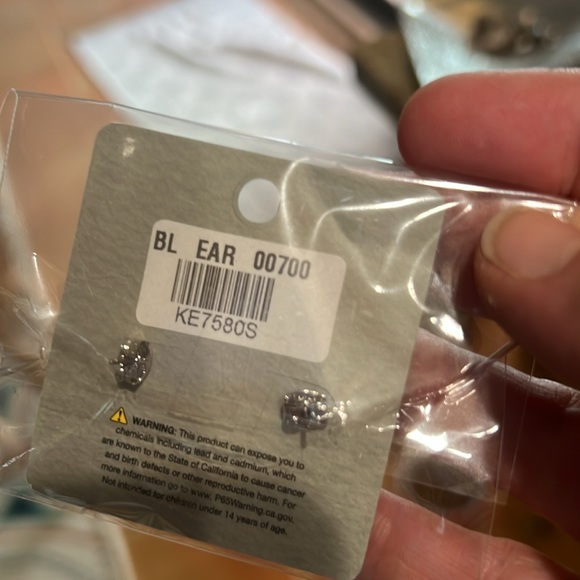 BL EAR 00700
KE7580S
WARNING: This product can expose you to
chemicals including lead and cadmium, which
are known to the State of California to cause cancer
and birth defects or other reproductive harm. For
more information go to www. P65Warning.ca.gov.
Not intended for children under 14 years of age.